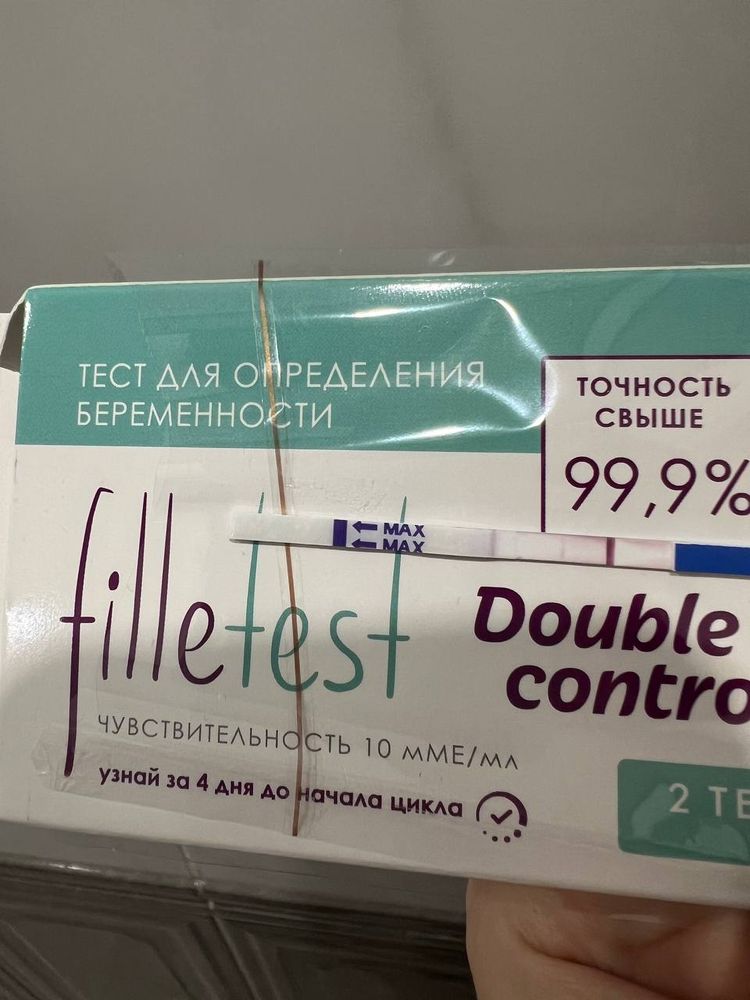 ТЕСТ ДЛЯ ОПРЕДЕЛЕНИЯ
БЕРЕМЕННОСТИ
ТОЧНОСТЬ
СВЫШЕ
99,9%
MAX
MAX
filletest
Double
contro
ЧУВСТВИТЕЛЬНОСТЬ 10 мМЕ/мл
узнай за 4 дня до начала цикла
2 ТЕ